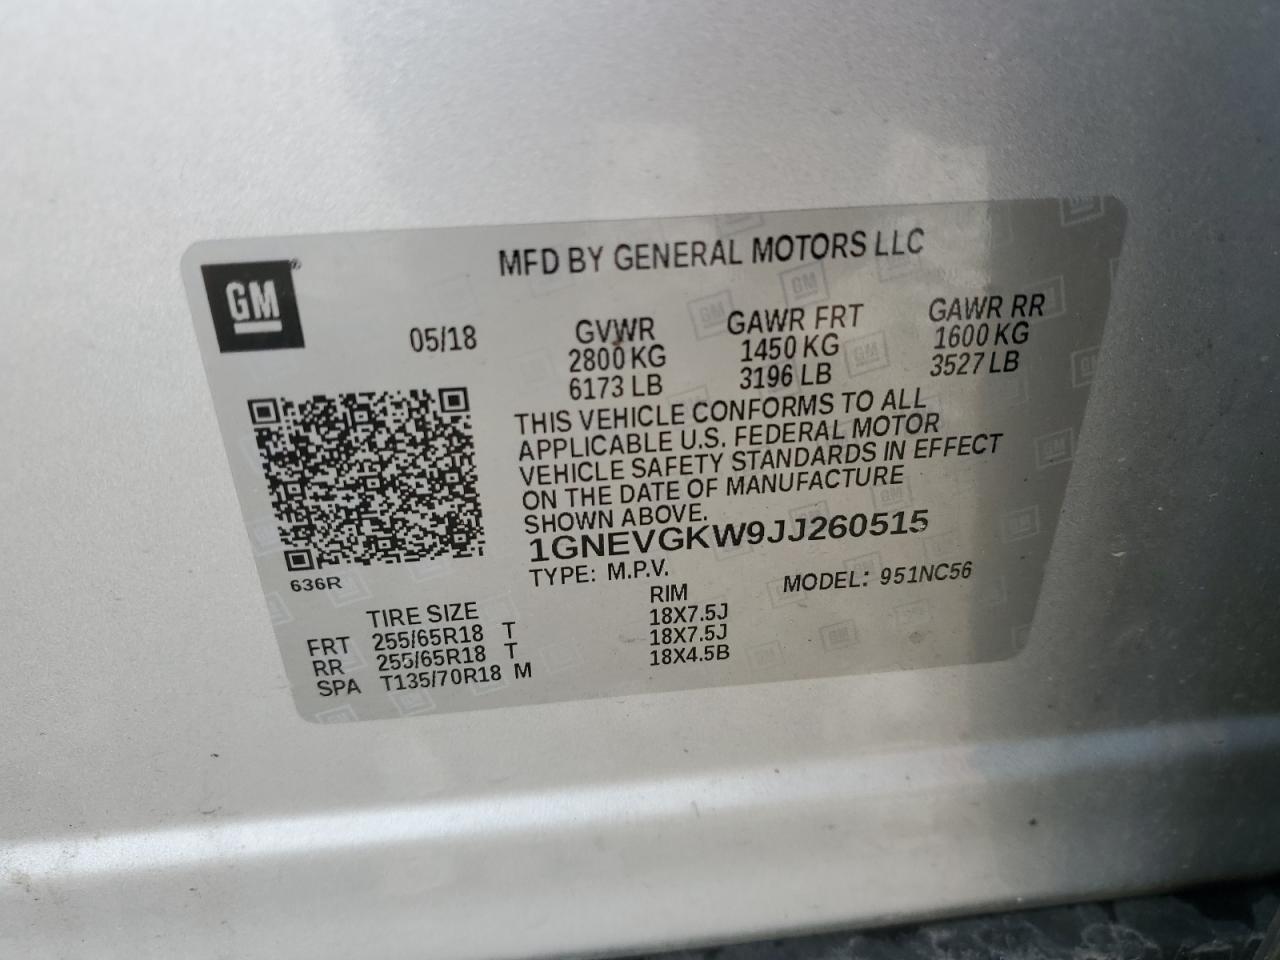 MFD BY GENERAL MOTORS LLC
GM®
05/18 GVWR GAWR FRT GAWR RR
2800 KG 1450 KG 1600 KG
6173 LB 3196 LB 3527 LB
THIS VEHICLE CONFORMS TO ALL
APPLICABLE U.S. FEDERAL MOTOR
VEHICLE SAFETY STANDARDS IN EFFECT
ON THE DATE OF MANUFACTURE
SHOWN ABOVE.
1GNEVGKW9JJ260515
636R
TYPE: M.P.V. MODEL: 951NC56
TIRE SIZE RIM
FRT 255/65R18 T 18X7.5J
RR 255/65R18 T 18X7.5J
SPA T135/70R18 M 18X4.5B